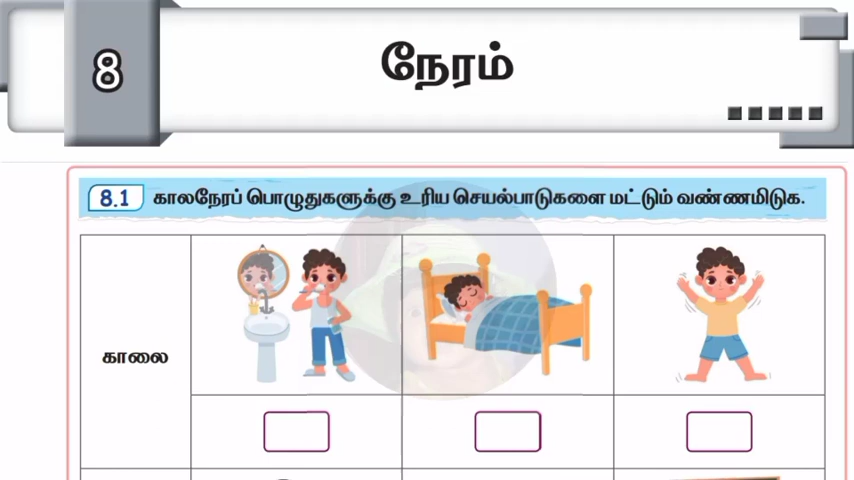 8
நேரம்
8.1 காலநேரப் பொழுதுகளுக்கு உரிய செயல்பாடுகளை மட்டும் வண்ணமிடுக.
காலை